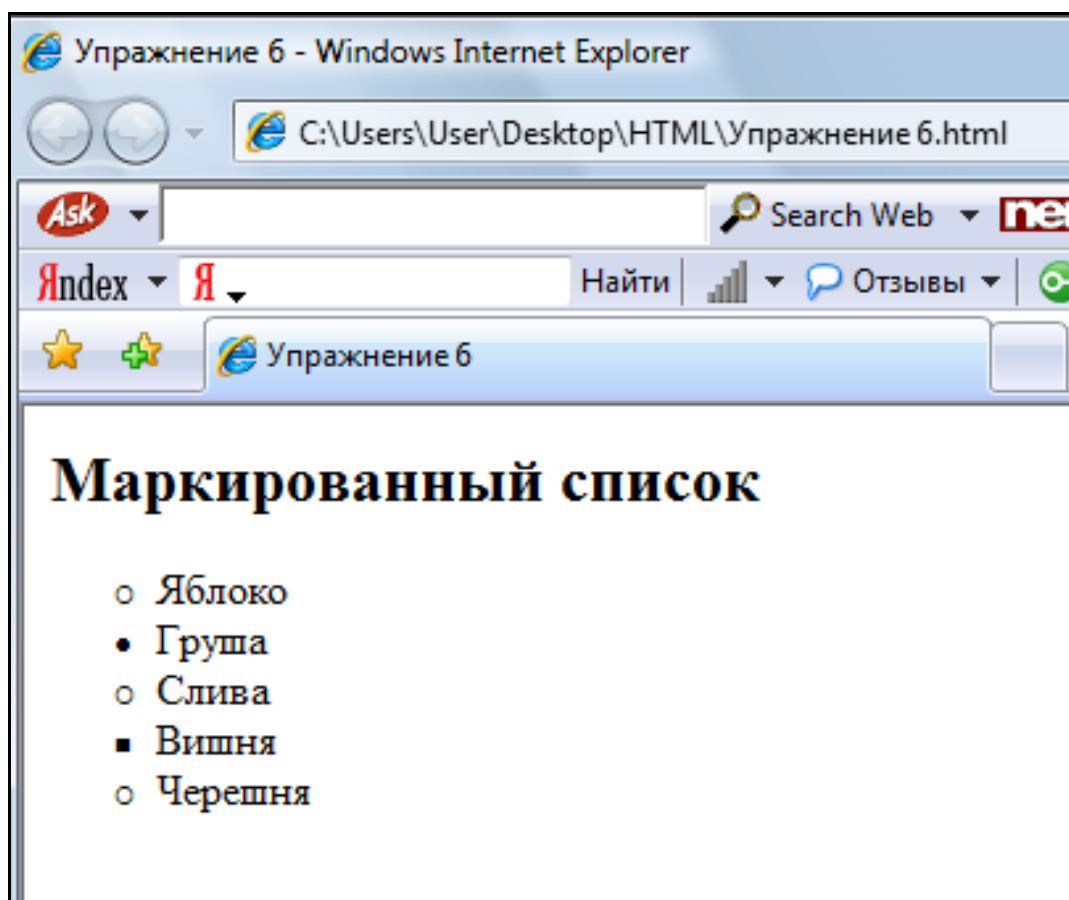 Упражнение 6 - Windows Internet Explorer
C:\Users\User\Desktop\HTML\Упражнение 6.html
Ask Search Web
Яndex Я Найти Отзывы
Упражнение 6
Маркированный список
Яблоко
Груша
Слива
Вишня
Черешня